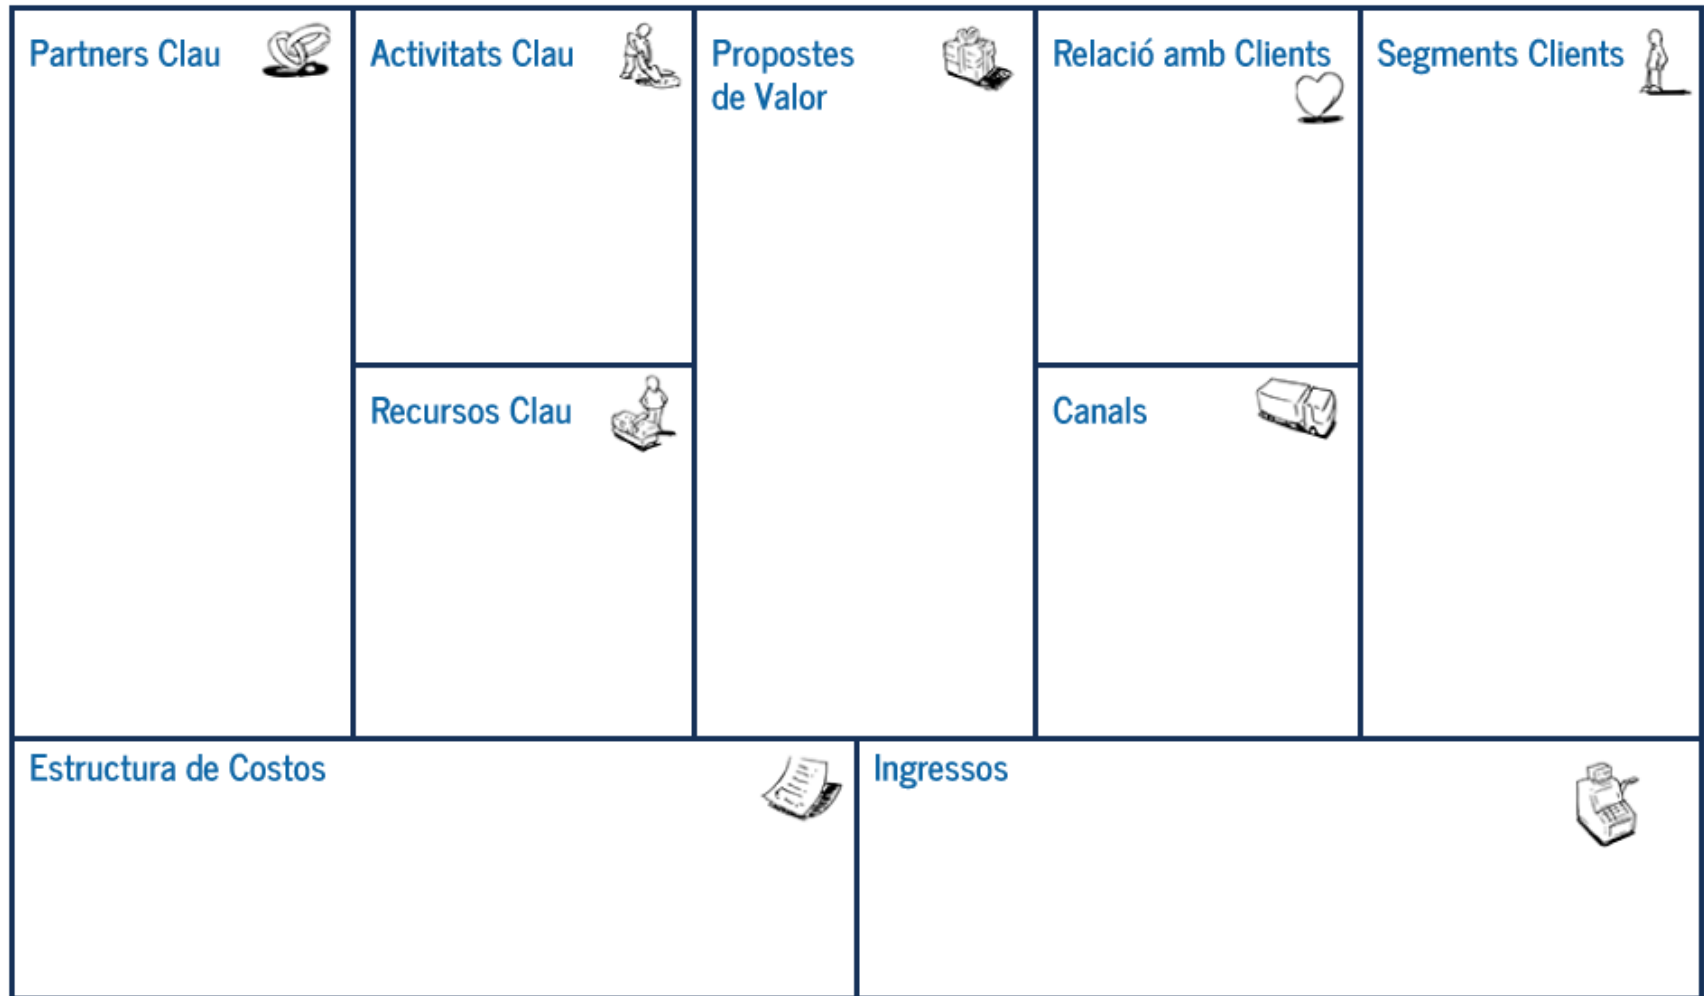 Partners Clau
Activitats Clau
Propostes
de Valor
Relació amb Clients
Segments Clients
Recursos Clau
Canals
Estructura de Costos
Ingressos